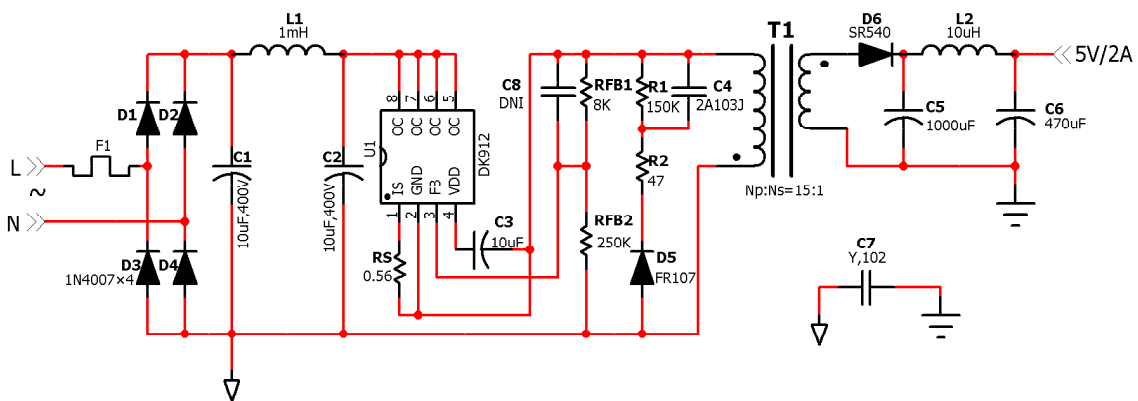 L1
1mH
D6
SR540
L2
10uH
T1
5V/2A
8
7
6
5
OC
OC
OC
OC
U1
DK912
IS
GND
FB
VDD
1
2
3
4
C8
DNI
RFB1
8K
R1
150K
C4
2A103J
D1
D2
F1
L
~
N
C1
10uF,400V
C2
10uF,400V
C5
1000uF
C6
470uF
R2
47
Np:Ns=15:1
C3
10uF
RFB2
250K
D3
D4
1N4007×4
RS
0.56
D5
FR107
C7
Y,102